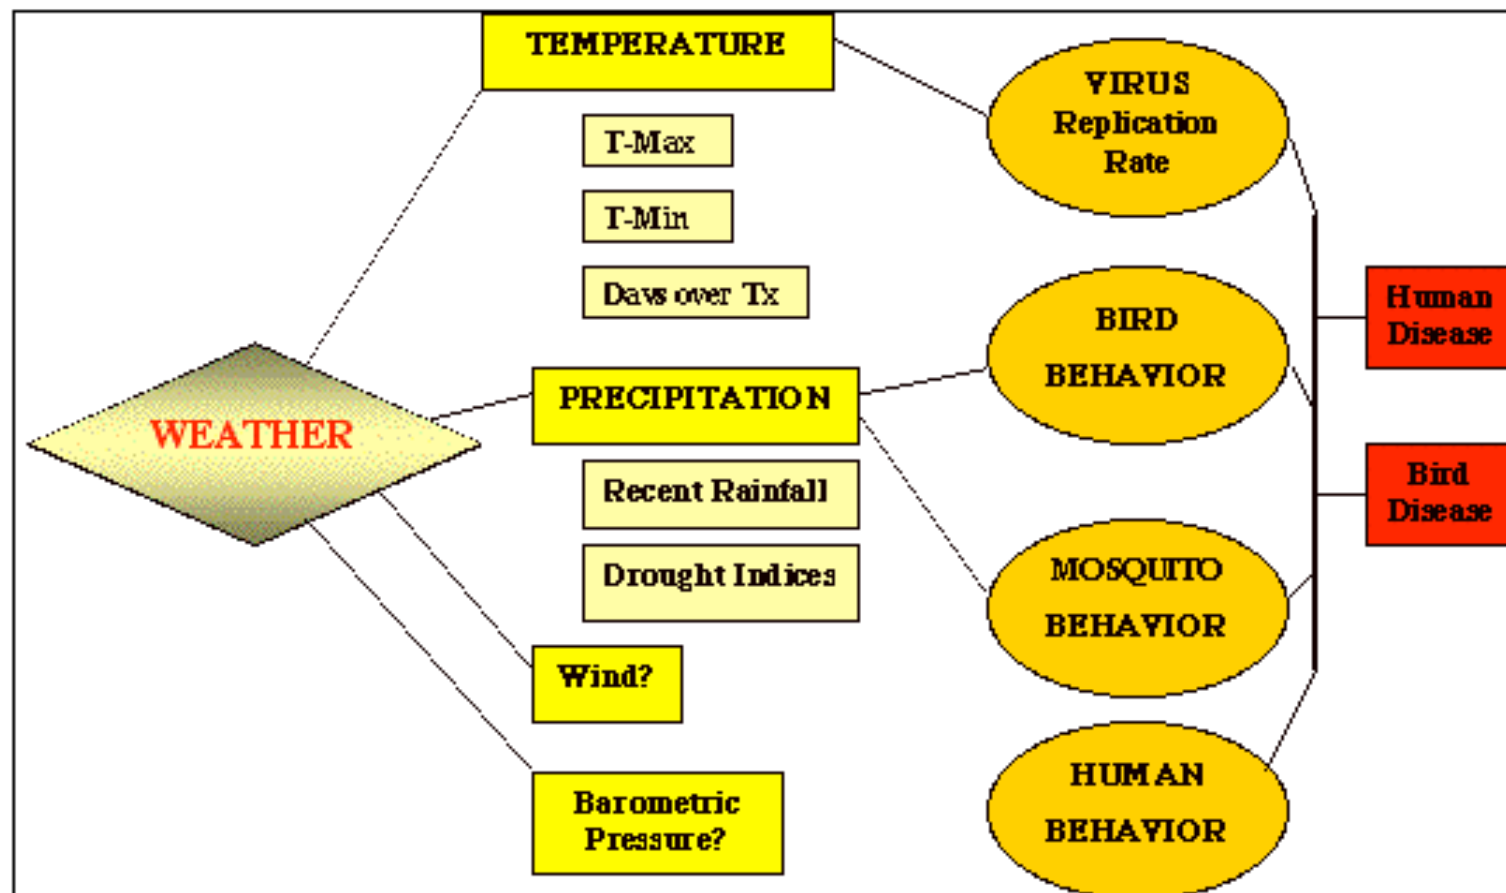 TEMPERATURE
T-Max
T-Min
Days over Tx
WEATHER
PRECIPITATION
Recent Rainfall
Drought Indices
Wind?
Barometric
Pressure?
VIRUS
Replication
Rate
BIRD
BEHAVIOR
MOSQUITO
BEHAVIOR
HUMAN
BEHAVIOR
Human
Disease
Bird
Disease